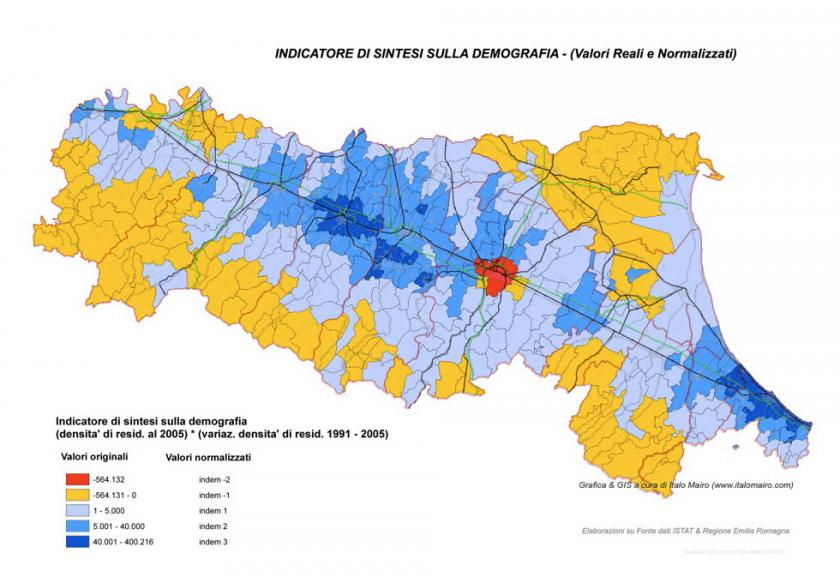 INDICATORE DI SINTESI SULLA DEMOGRAFIA - (Valori Reali e Normalizzati)
Indicatore di sintesi sulla demografia
(densita' di resid. al 2005) * (variaz. densita' di resid. 1991 - 2005)
Valori originali Valori normalizzati
-564.132 indem -2
-564.131 - 0 indem -1
1 - 5.000 indem 1
5.001 - 40.000 indem 2
40.001 - 400.216 indem 3
Grafica & GIS a cura di Italo Mairo (www.italomairo.com)
Elaborazioni su Fonte dati ISTAT & Regione Emilia Romagna